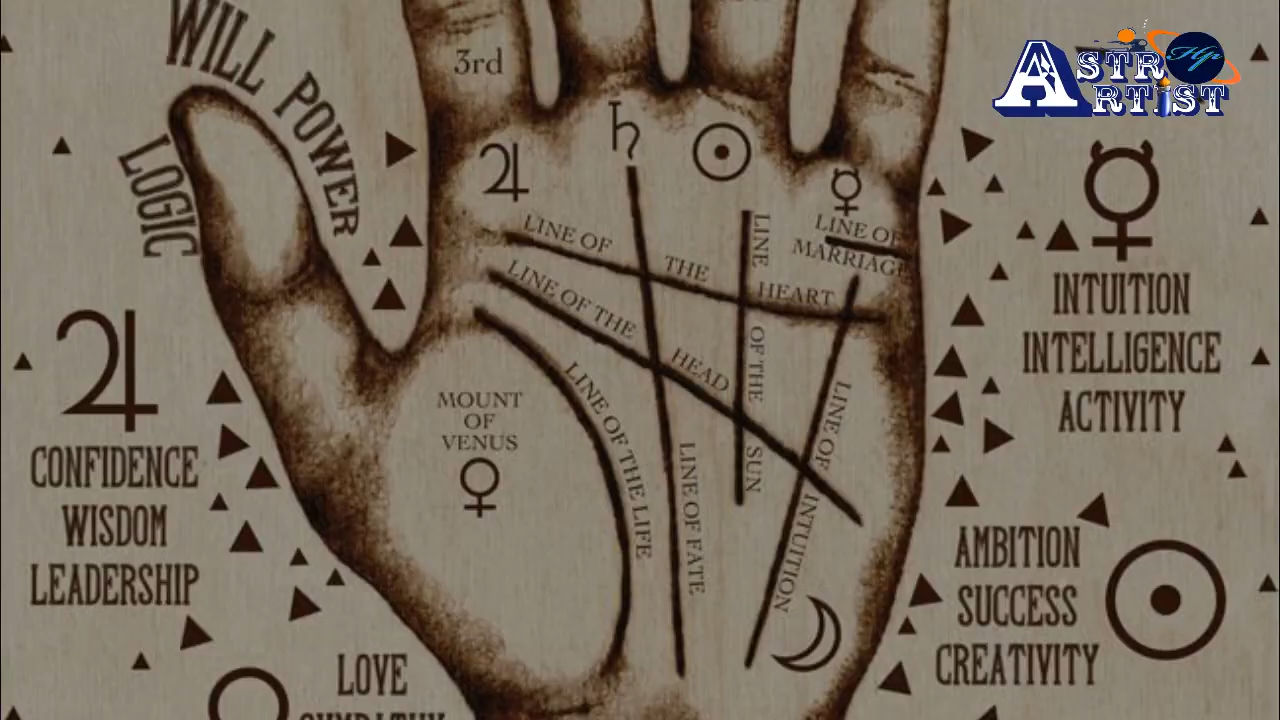 WILL POWER
LOGIC
3rd
ASTRO
ARTIST
Hp
LINE OF THE HEART
LINE OF THE HEAD
LINE OF THE LIFE
LINE OF FATE
LINE OF THE SUN
LINE OF INTUITION
LINE OF
MARRIAGE
MOUNT
OF
VENUS
CONFIDENCE
WISDOM
LEADERSHIP
LOVE
SYMPATHY
INTUITION
INTELLIGENCE
ACTIVITY
AMBITION
SUCCESS
CREATIVITY